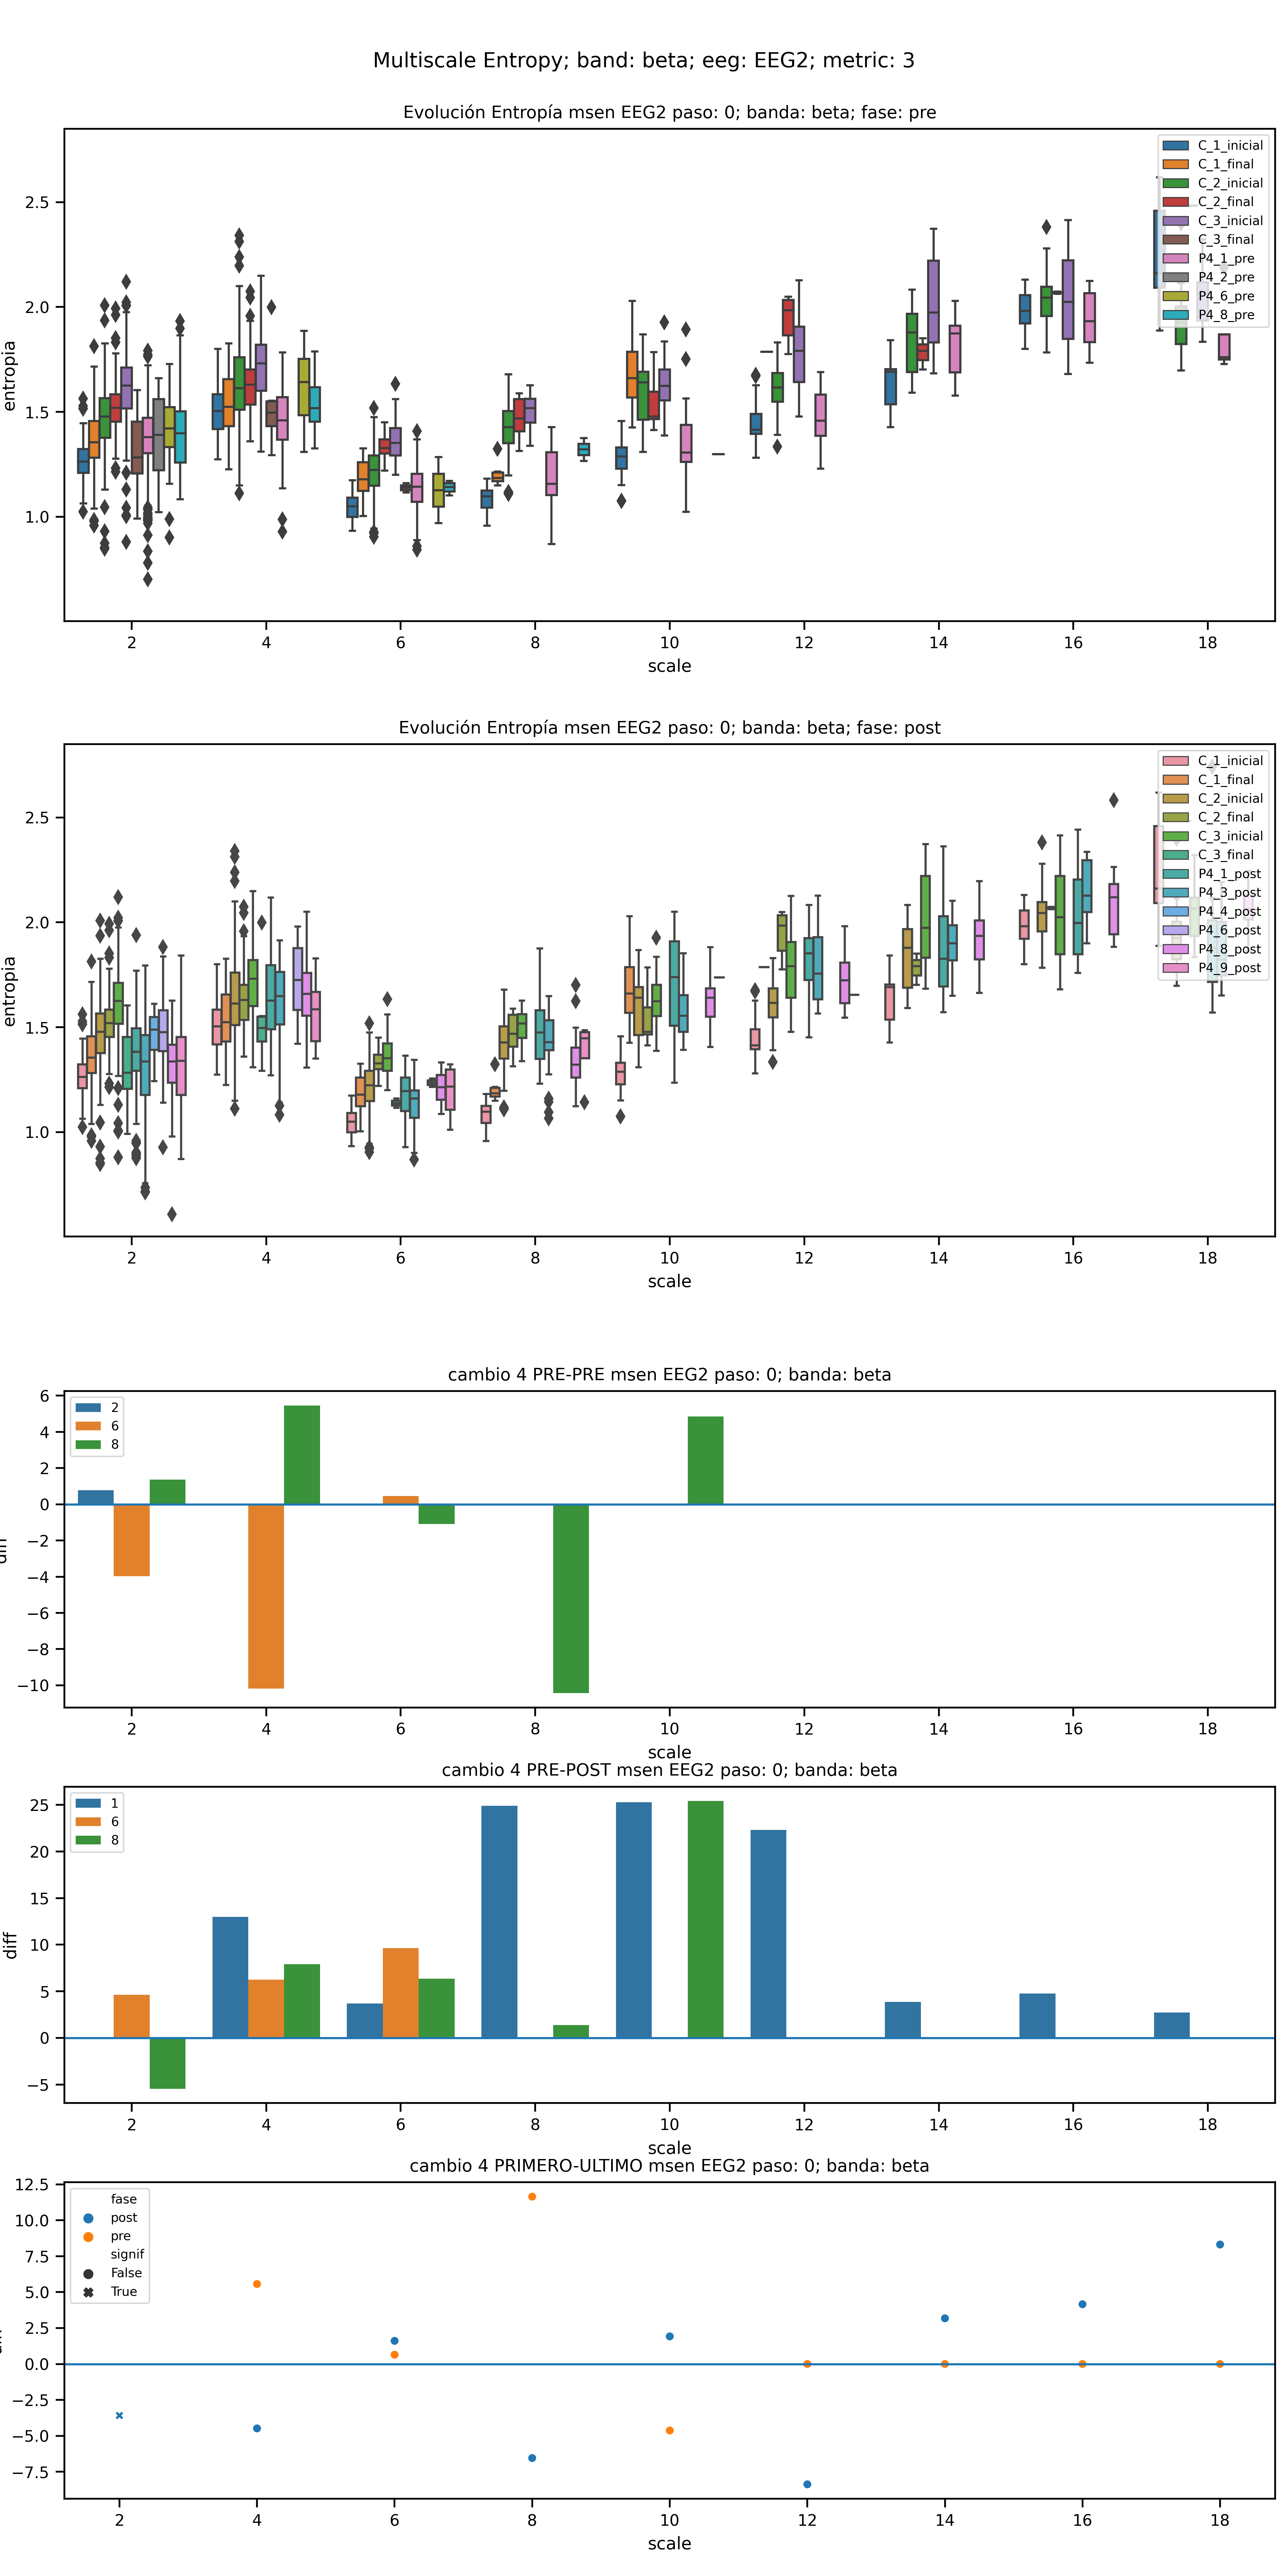 Multiscale Entropy; band: beta; eeg: EEG2; metric: 3
Evolución Entropía msen EEG2 paso: 0; banda: beta; fase: pre
C_1_inicial
C_1_final
C_2_inicial
C_2_final
C_3_inicial
C_3_final
P4_1_pre
P4_2_pre
P4_6_pre
P4_8_pre
entropia
2.5
2.0
1.5
1.0
2 4 6 8 10 12 14 16 18
scale
Evolución Entropía msen EEG2 paso: 0; banda: beta; fase: post
C_1_inicial
C_1_final
C_2_inicial
C_2_final
C_3_inicial
C_3_final
P4_1_post
P4_3_post
P4_4_post
P4_6_post
P4_8_post
P4_9_post
entropia
2.5
2.0
1.5
1.0
2 4 6 8 10 12 14 16 18
scale
cambio 4 PRE-PRE msen EEG2 paso: 0; banda: beta
2
6
8
6
4
2
0
−2
−4
−6
−8
−10
2 4 6 8 10 12 14 16 18
scale
cambio 4 PRE-POST msen EEG2 paso: 0; banda: beta
1
6
8
diff
25
20
15
10
5
0
−5
2 4 6 8 10 12 14 16 18
scale
cambio 4 PRIMERO-ULTIMO msen EEG2 paso: 0; banda: beta
fase
post
pre
signif
False
True
12.5
10.0
7.5
5.0
2.5
0.0
−2.5
−5.0
−7.5
2 4 6 8 10 12 14 16 18
scale